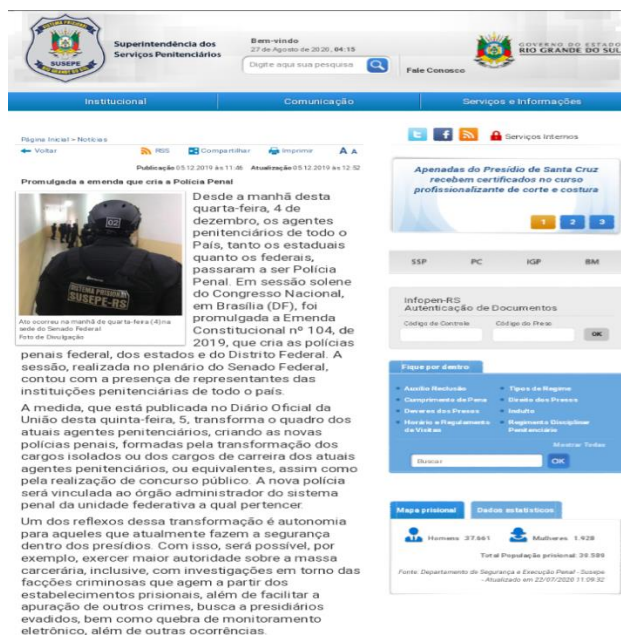 SISTEMA PRISIONAL
SUSEPE
RIO GRANDE DO SUL
Superintendência dos
Serviços Penitenciários
Bem-vindo
27 de Agosto de 2020, 04:15
Digite aqui sua pesquisa
Fale Conosco
GOVERNO DO ESTADO
RIO GRANDE DO SUL
Institucional
Comunicação
Serviços e Informações
Página Inicial > Notícias
Voltar
RSS
Compartilhar
Imprimir
A A
Publicação 05.12.2019 às 11:46 Atualização 05.12.2019 às 12:52
Promulgada a emenda que cria a Polícia Penal
02
SISTEMA PRISIONAL
SUSEPE-RS
Ato ocorreu na manhã de quarta-feira (4) na
sede do Senado Federal
Foto de Divulgação
Desde a manhã desta
quarta-feira, 4 de
dezembro, os agentes
penitenciários de todo o
País, tanto os estaduais
quanto os federais,
passaram a ser Polícia
Penal. Em sessão solene
do Congresso Nacional,
em Brasília (DF), foi
promulgada a Emenda
Constitucional nº 104, de
2019, que cria as polícias
penais federal, dos estados e do Distrito Federal. A
sessão, realizada no plenário do Senado Federal,
contou com a presença de representantes das
instituições penitenciárias de todo o país.
A medida, que está publicada no Diário Oficial da
União desta quinta-feira, 5, transforma o quadro dos
atuais agentes penitenciários, criando as novas
polícias penais, formadas pela transformação dos
cargos isolados ou dos cargos de carreira dos atuais
agentes penitenciários, ou equivalentes, assim como
pela realização de concurso público. A nova polícia
será vinculada ao órgão administrador do sistema
penal da unidade federativa a qual pertencer.
Um dos reflexos dessa transformação é autonomia
para aqueles que atualmente fazem a segurança
dentro dos presídios. Com isso, será possível, por
exemplo, exercer maior autoridade sobre a massa
carcerária, inclusive, com investigações em torno das
facções criminosas que agem a partir dos
estabelecimentos prisionais, além de facilitar a
apuração de outros crimes, busca a presidiários
evadidos, bem como quebra de monitoramento
eletrônico, além de outras ocorrências.
Serviços Internos
Apenadas do Presídio de Santa Cruz
recebem certificados no curso
profissionalizante de corte e costura
1 2 3
SSP PC IGP BM
Infopen-RS
Autenticação de Documentos
Código de Controle
Código do Preso
OK
Fique por dentro
Auxílio Reclusão
Cumprimento de Pena
Deveres dos Presos
Horário e Regulamento
de Visitas
Tipos de Regime
Direito dos Presos
Indulto
Regimento Disciplinar
Penitenciário
Mostrar Todas
Buscar
OK
Mapa prisional
Dados estatísticos
Homens 37.661
Mulheres 1.928
Total População prisional: 39.589
Fonte: Departamento de Segurança e Execução Penal - Susepe
- Atualizado em 22/07/2020 11:09:32